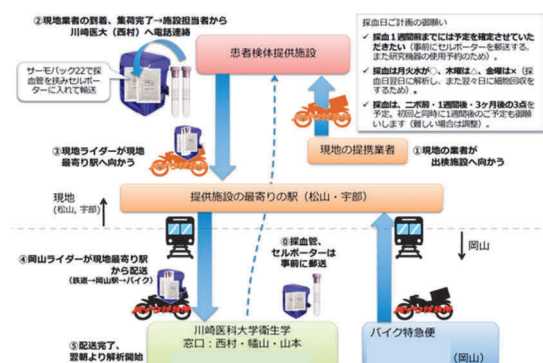 ②現地業者の到着、集荷完了→施設担当者から
川崎医大（西村）へ電話連絡
サーモパック22で採
血管を挟みセルポーター
に入れて輸送
患者検体提供施設
採血日ご計画の御願い
✓ 採血1週間前までには予定を確定させていた
だきたい（事前にセルポーターを郵送する、
また研究機器の使用予約のため）。
✓ 採血は月火水が○、木曜は△、金曜は×（採
血日翌日に解析し、また翌々日に細胞回収を
するため）。
✓ 採血は、二ボ前・1週間後・3ヶ月後の3点を
予定。初回と同時に1週間後のご予定も御願
いします（難しい場合は調整）。
③現地ライダーが現地
最寄り駅へ向かう
現地の提携業者
①現地の業者が
出検施設へ向かう
提供施設の最寄りの駅（松山・宇部）
現地
(松山, 宇部)
岡山
④岡山ライダーが現地最寄り駅
から配送
（鉄道→岡山駅→バイク）
⓪採血管、
セルポーターは
事前に郵送
⑤配送完了、
翌朝より解析開始
川崎医科大学衛生学
窓口：西村・幡山・山本
バイク特急便
（岡山）